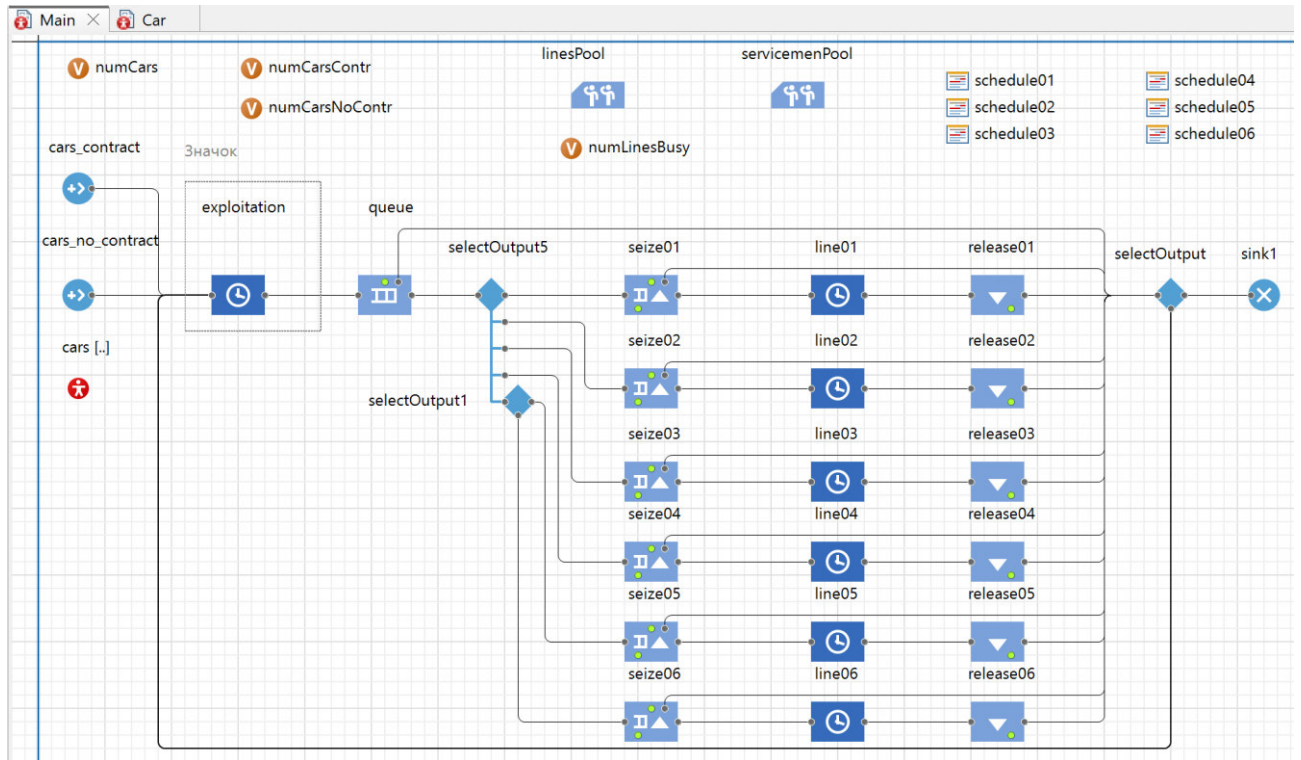 Main Car
linesPool servicemenPool
numCars numCarsContr
schedule01 schedule04
numCarsNoContr
schedule02 schedule05
schedule03 schedule06
cars_contract Значок
numLinesBusy
exploitation queue
cars_no_contract
selectOutput5 seize01 line01 release01
selectOutput sink1
seize02 line02 release02
cars [..]
selectOutput1
seize03 line03 release03
seize04 line04 release04
seize05 line05 release05
seize06 line06 release06